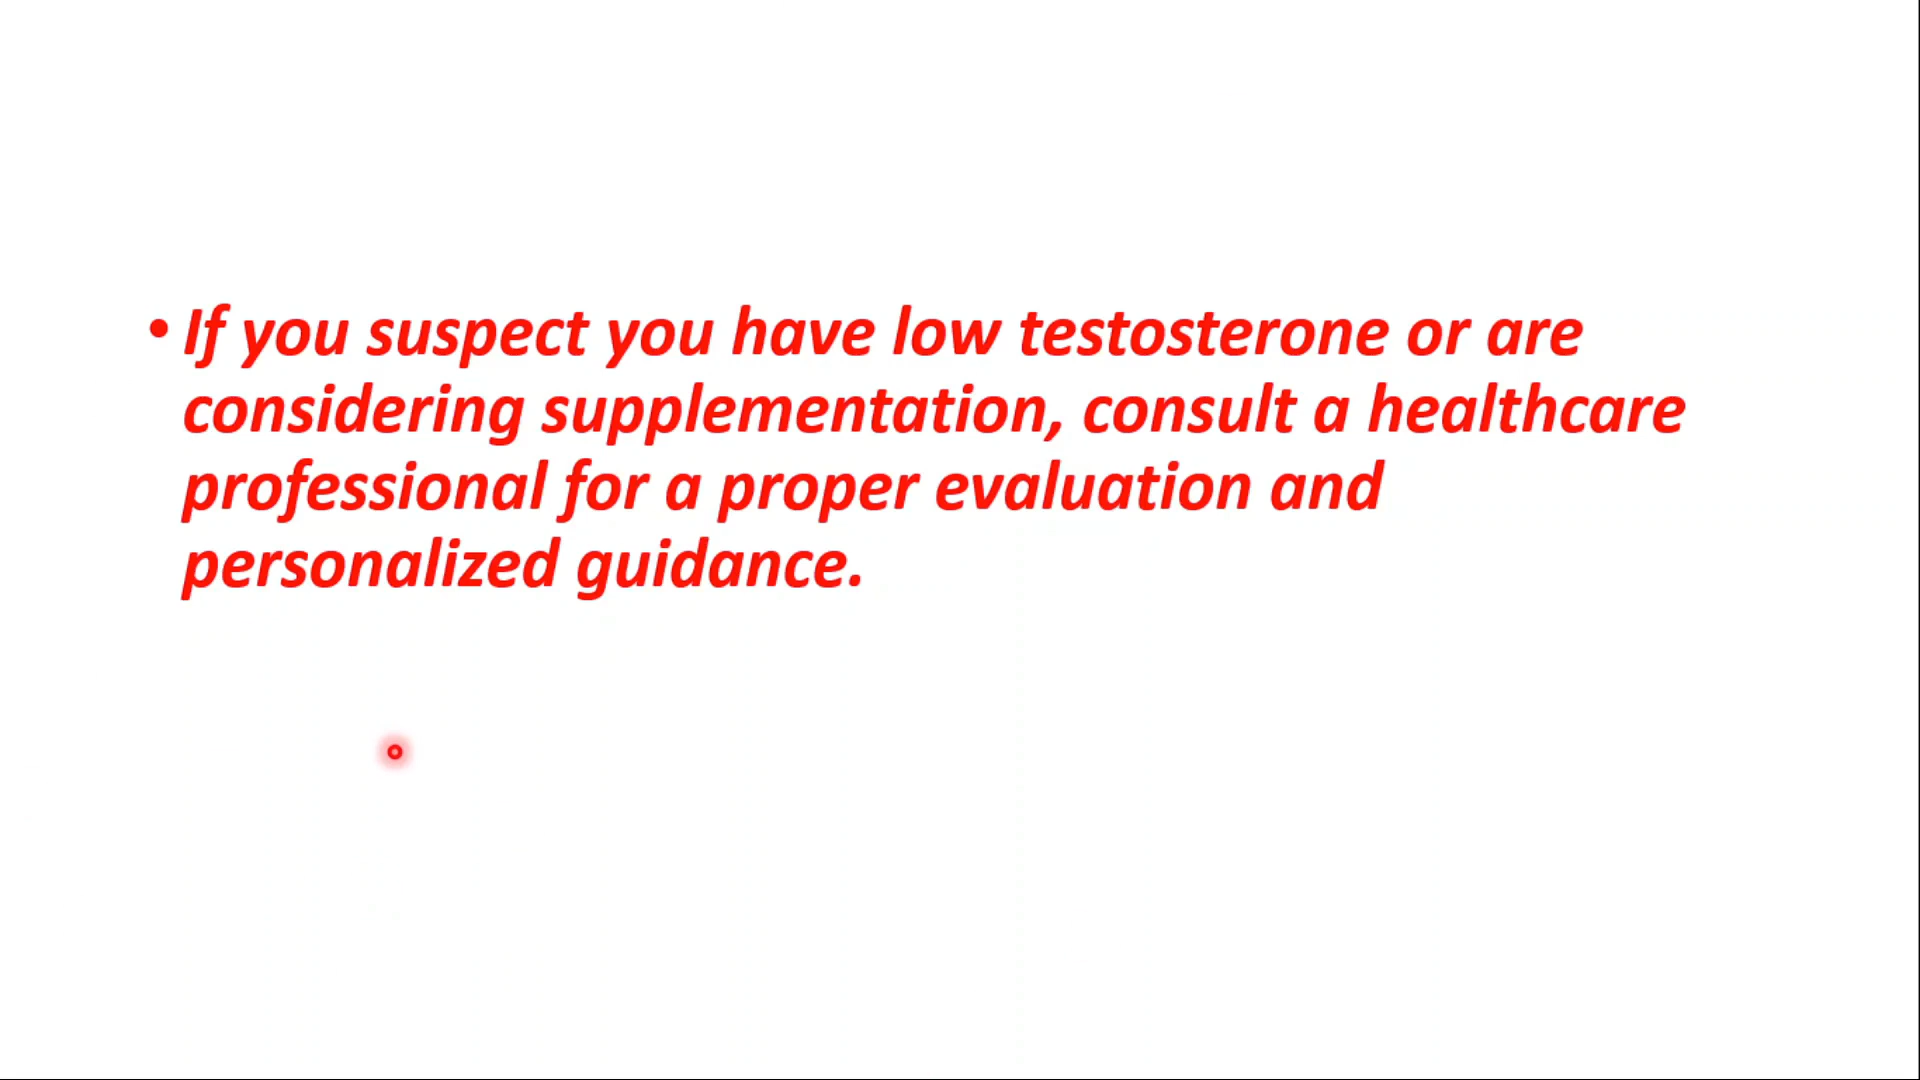 • If you suspect you have low testosterone or are
considering supplementation, consult a healthcare
professional for a proper evaluation and
personalized guidance.